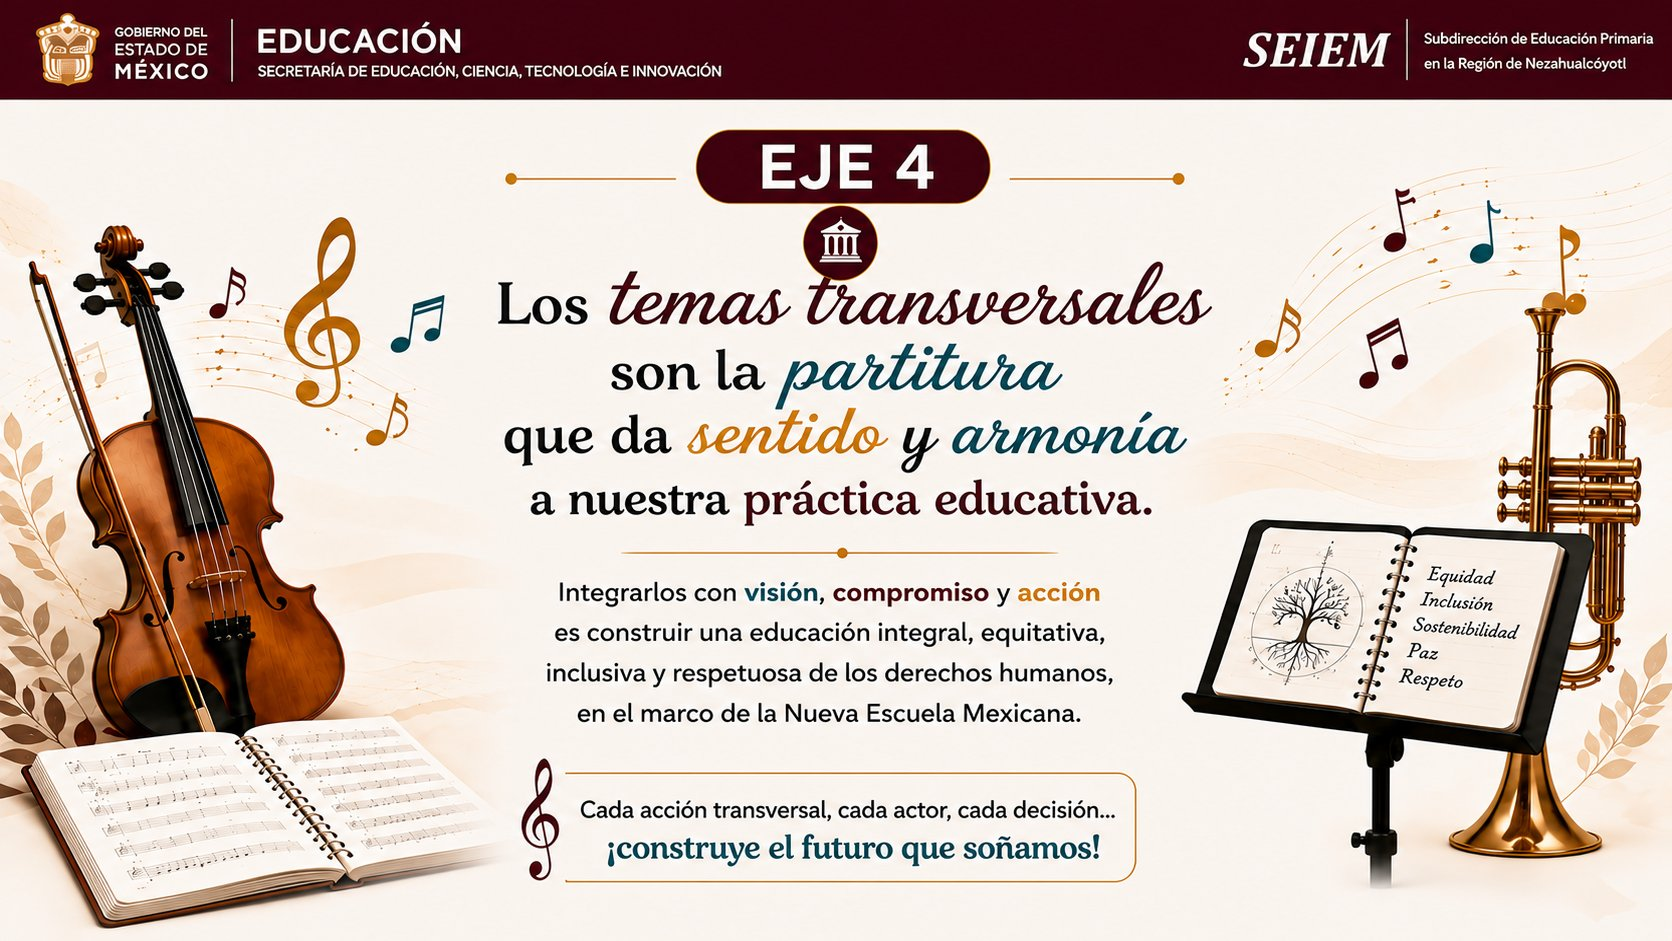 GOBIERNO DEL
ESTADO DE
MÉXICO
EDUCACIÓN
SECRETARÍA DE EDUCACIÓN, CIENCIA, TECNOLOGÍA E INNOVACIÓN
SEIEM
Subdirección de Educación Primaria
en la Región de Nezahualcóyotl
EJE 4
Los temas transversales
son la partitura
que da sentido y armonía
a nuestra práctica educativa.
Integrarlos con visión, compromiso y acción
es construir una educación integral, equitativa,
inclusiva y respetuosa de los derechos humanos,
en el marco de la Nueva Escuela Mexicana.
Cada acción transversal, cada actor, cada decisión...
¡construye el futuro que soñamos!
Equidad
Inclusión
Sostenibilidad
Paz
Respeto